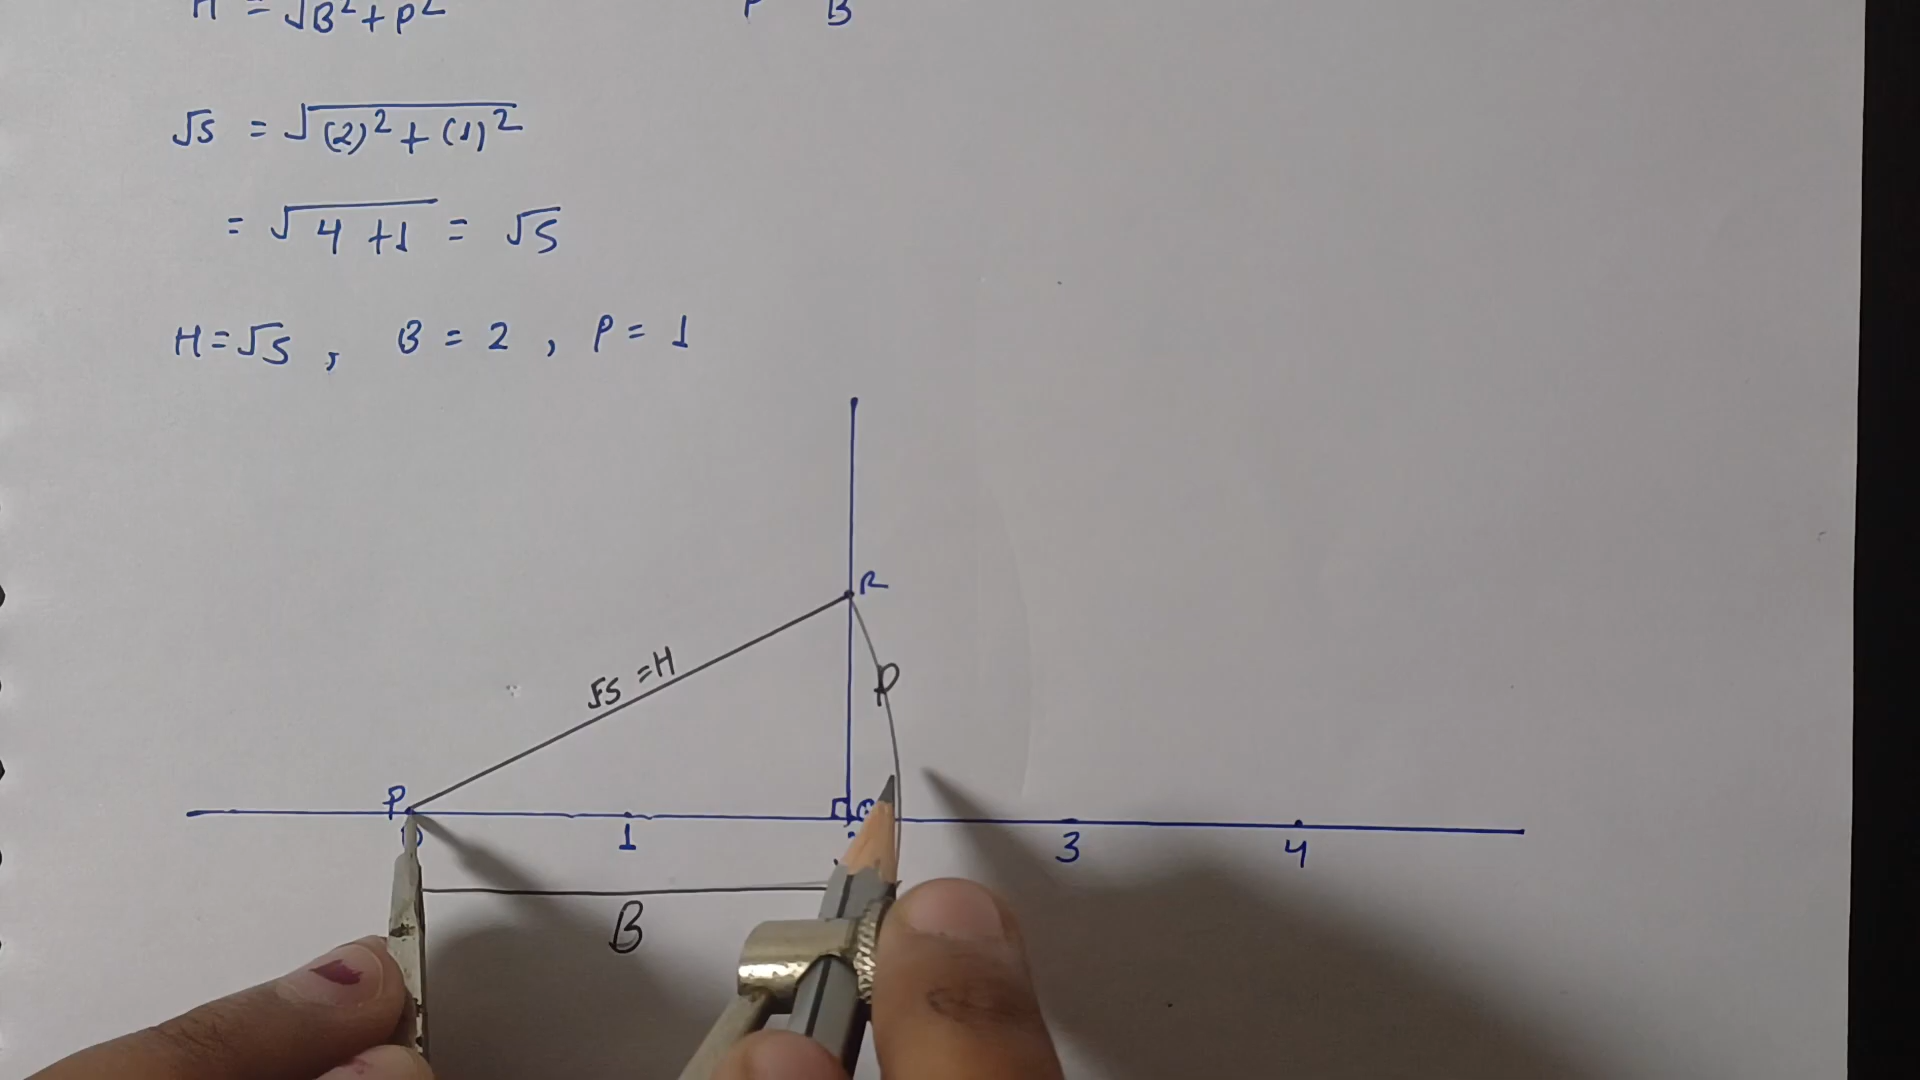 H = √B²+P²
P B
√5 = √(2)²+(1)²
= √4+1 = √5
H=√5 , B = 2 , P = 1
R
√5 =H
P
P
1
3
4
B